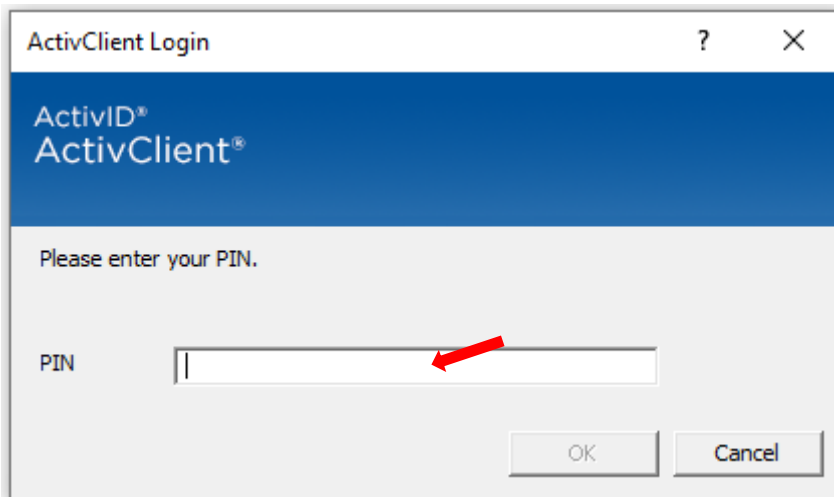 ActivClient Login
ActivID®
ActivClient®
Please enter your PIN.
PIN
OK
Cancel